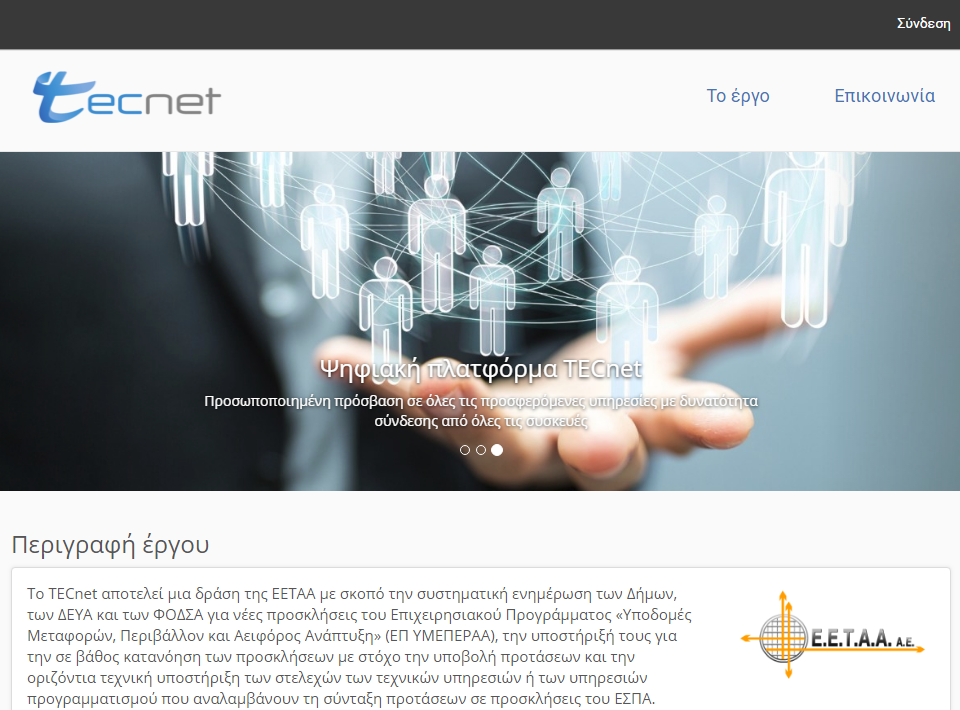 Σύνδεση
tecnet
Το έργο
Επικοινωνία
Ψηφιακή πλατφόρμα TECnet
Προσωποποιημένη πρόσβαση σε όλες τις προσφερόμενες υπηρεσίες με δυνατότητα
σύνδεσης από όλες τις συσκευές
Περιγραφή έργου
Το TECnet αποτελεί μια δράση της ΕΕΤΑΑ με σκοπό την συστηματική ενημέρωση των Δήμων,
των ΔΕΥΑ και των ΦΟΔΣΑ για νέες προσκλήσεις του Επιχειρησιακού Προγράμματος «Υποδομές
Μεταφορών, Περιβάλλον και Αειφόρος Ανάπτυξη» (ΕΠ ΥΜΕΠΕΡΑΑ), την υποστήριξή τους για
την σε βάθος κατανόηση των προσκλήσεων με στόχο την υποβολή προτάσεων και την
οριζόντια τεχνική υποστήριξη των στελεχών των τεχνικών υπηρεσιών ή των υπηρεσιών
προγραμματισμού που αναλαμβάνουν τη σύνταξη προτάσεων σε προσκλήσεις του ΕΣΠΑ.
Ε.Ε.Τ.Α.Α. Α.Ε.